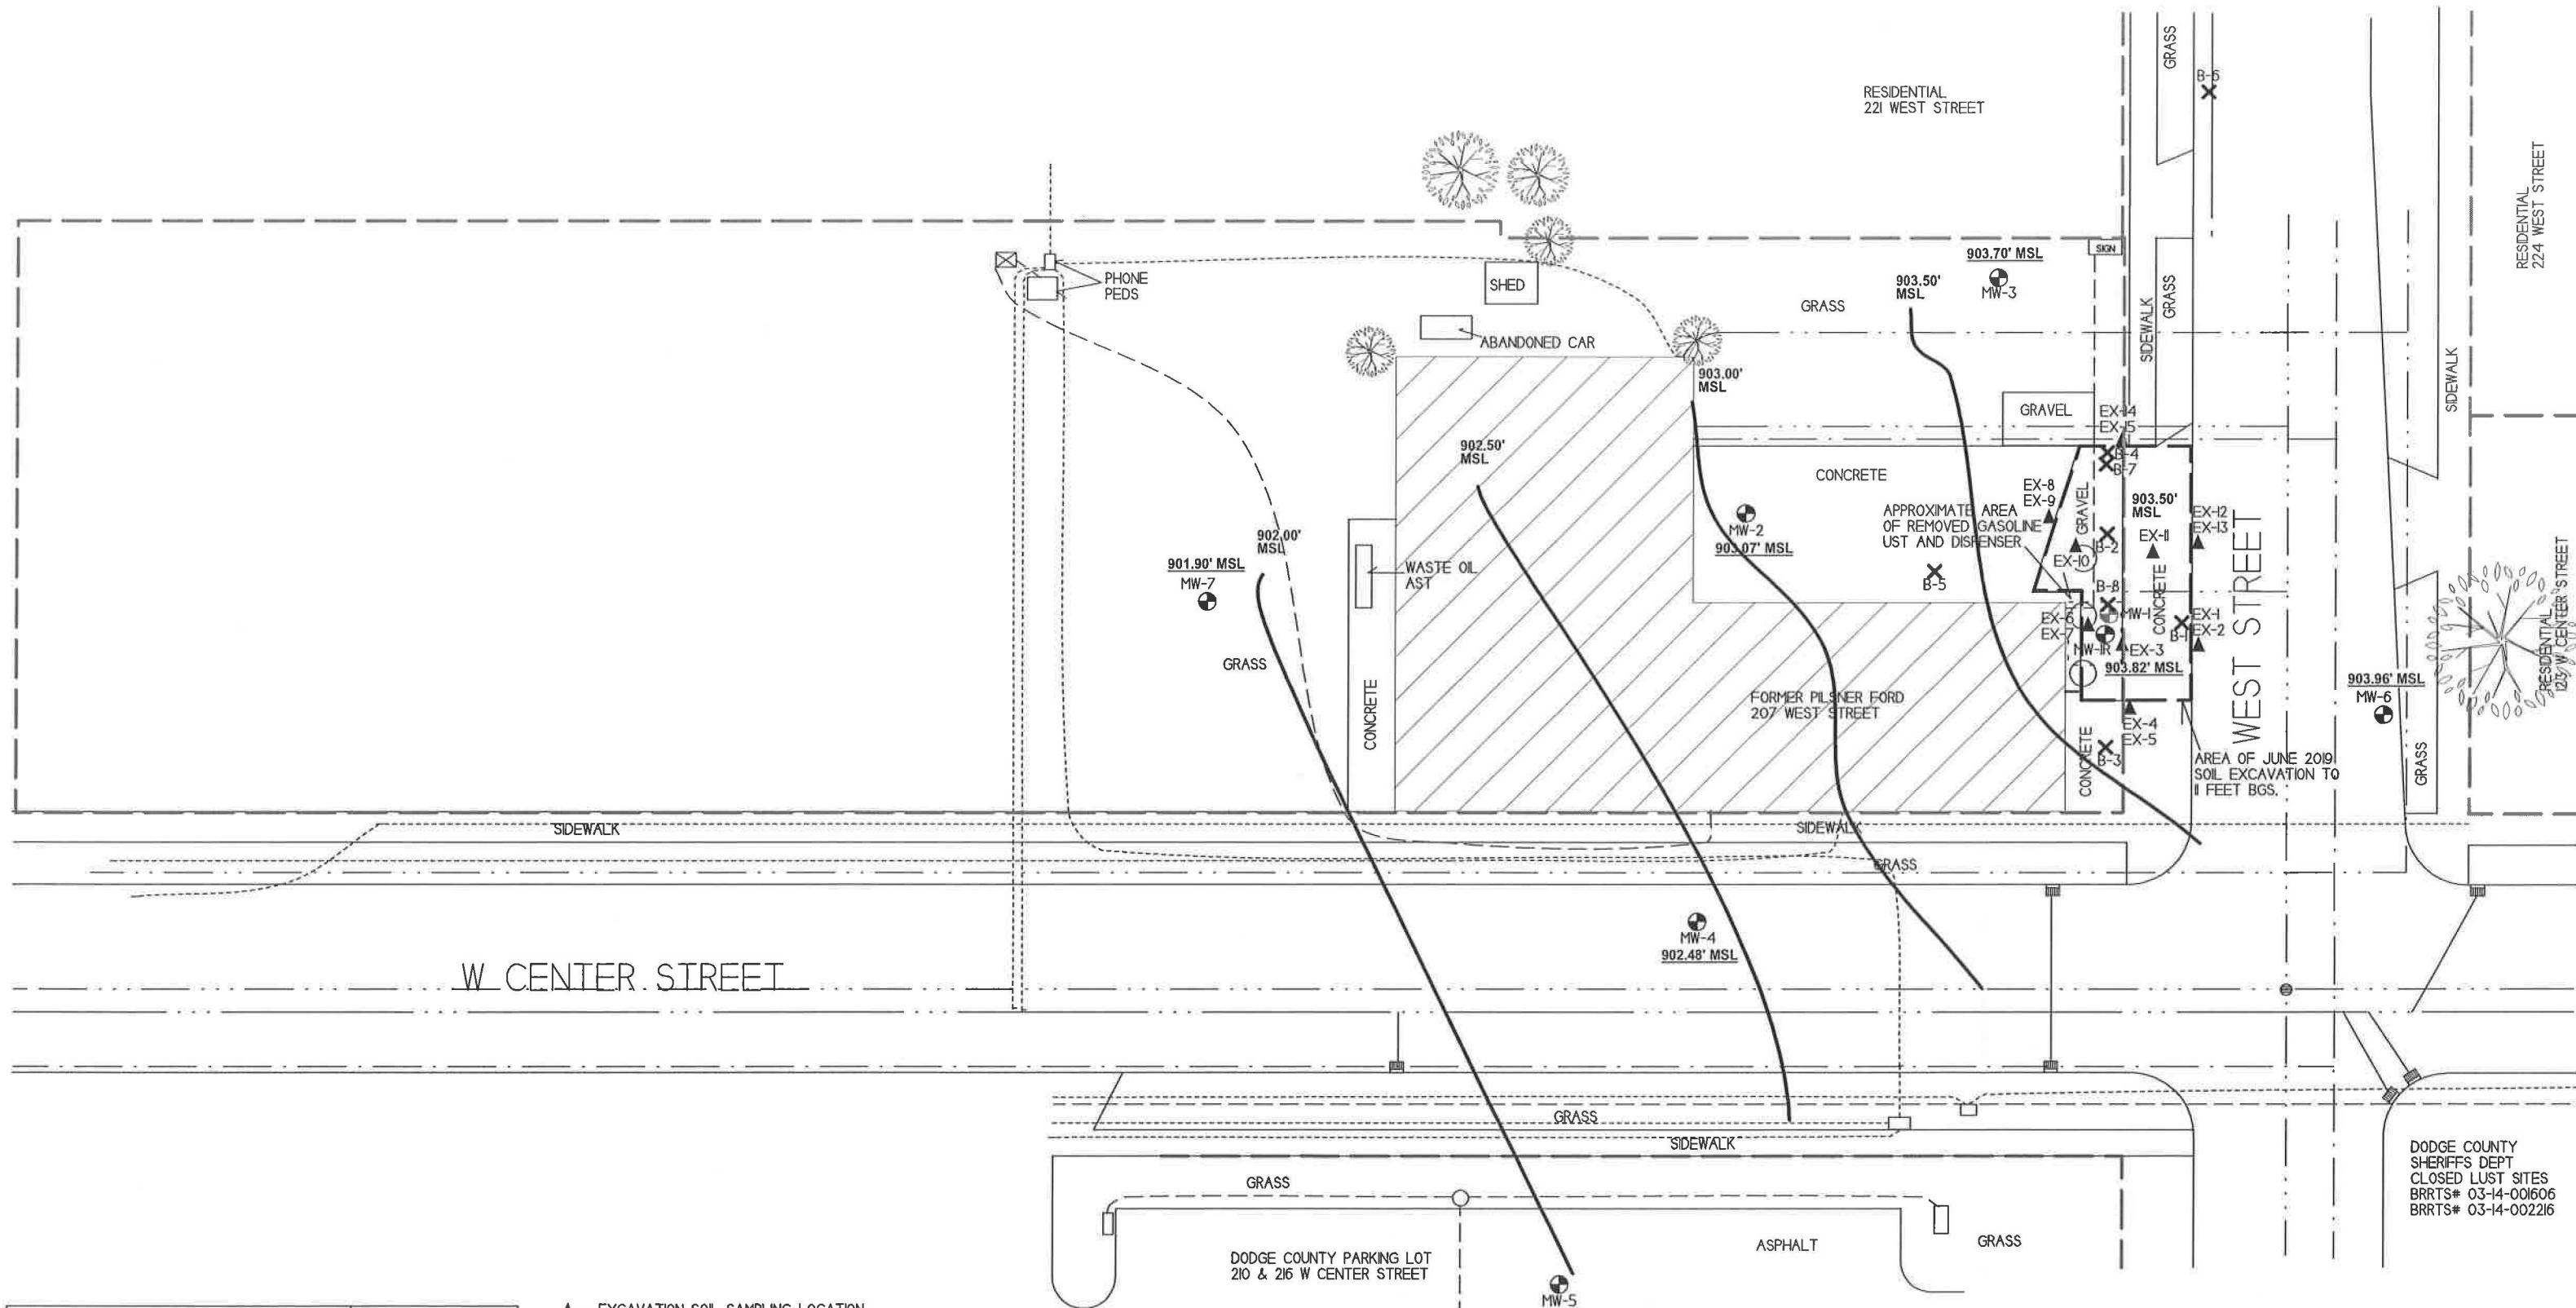 GRASS
B-6
RESIDENTIAL
221 WEST STREET
RESIDENTIAL
224 WEST STREET
SIGN
903.70' MSL
MW-3
903.50'
MSL
GRASS
SIDEWALK
GRASS
SIDEWALK
PHONE
PEDS
SHED
ABANDONED CAR
903.00'
MSL
GRAVEL
EX-14
EX-15
B-4
B-7
902.50'
MSL
CONCRETE
EX-8
EX-9
GRAVEL
903.50'
MSL
EX-12
EX-13
APPROXIMATE AREA
OF REMOVED GASOLINE
UST AND DISPENSER
MW-2
903.07' MSL
B-2
EX-11
EX-10
902.00'
MSL
901.90' MSL
MW-7
WASTE OIL
AST
B-5
B-8
MW-1
CONCRETE
B-1
EX-1
EX-2
EX-6
EX-7
MW-1R
EX-3
903.82' MSL
WEST STREET
RESIDENTIAL
123 W CENTER STREET
903.96' MSL
MW-6
GRASS
CONCRETE
FORMER PILSNER FORD
207 WEST STREET
EX-4
EX-5
CONCRETE
B-3
AREA OF JUNE 2019
SOIL EXCAVATION TO
11 FEET BGS.
GRASS
SIDEWALK
SIDEWALK
GRASS
MW-4
902.48' MSL
W CENTER STREET
GRASS
SIDEWALK
GRASS
DODGE COUNTY
SHERIFFS DEPT
CLOSED LUST SITES
BRRTS# 03-14-001606
BRRTS# 03-14-002216
DODGE COUNTY PARKING LOT
210 & 216 W CENTER STREET
ASPHALT
GRASS
MW-5
EXCAVATION SOIL SAMPLING LOCATION